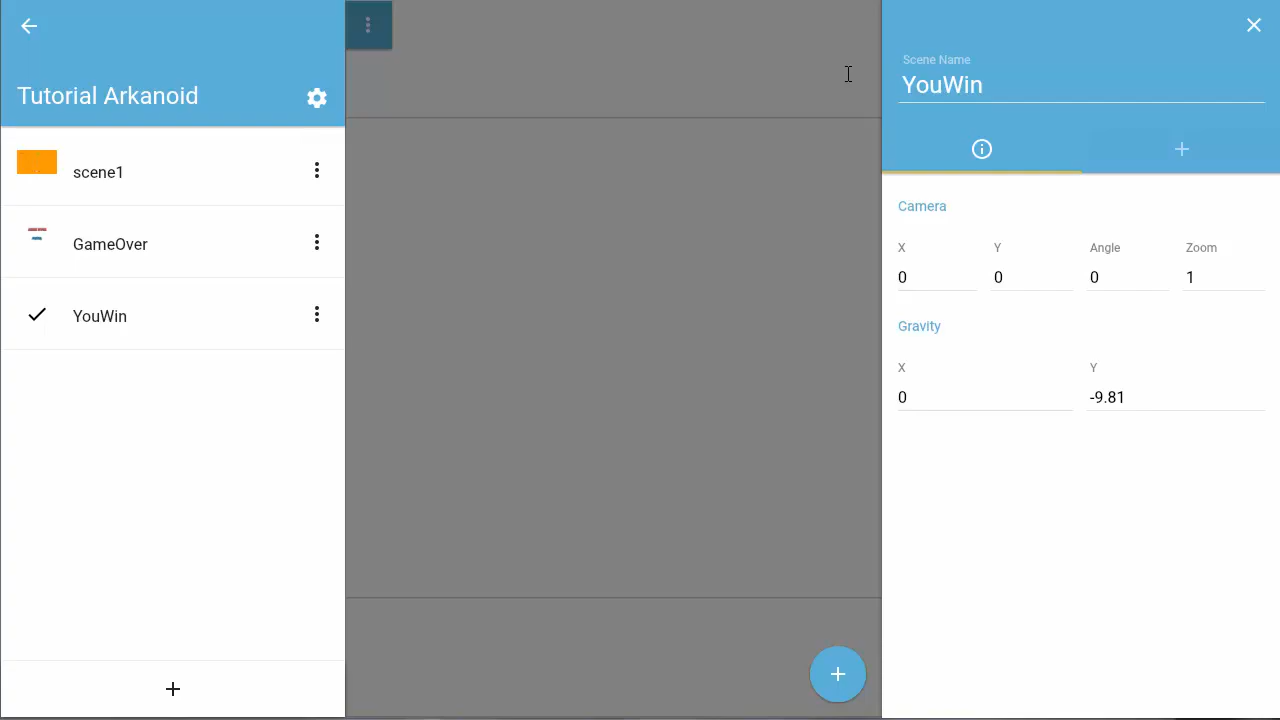 Tutorial Arkanoid
scene1
GameOver
YouWin
Scene Name
YouWin
Camera
X Y Angle Zoom
0 0 0 1
Gravity
X Y
0 -9.81